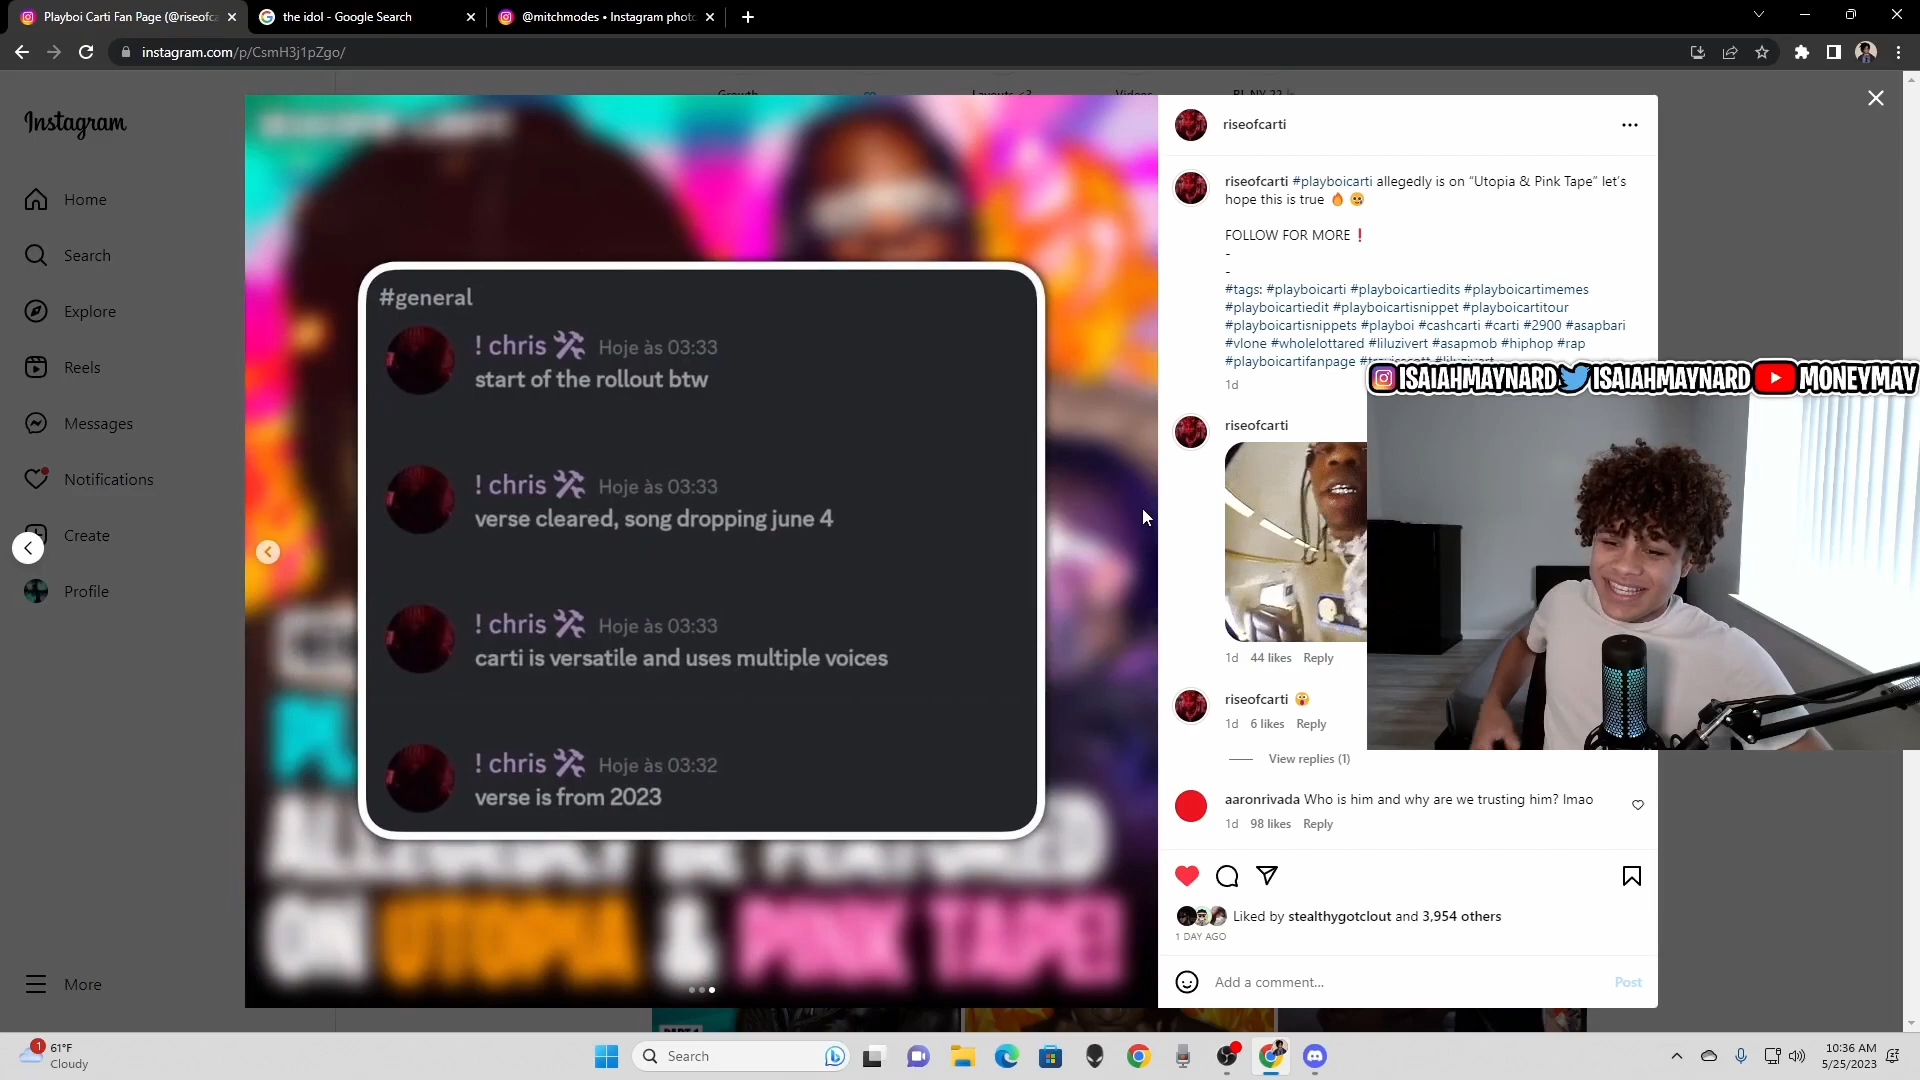 Playboi Carti Fan Page (@riseofca
the idol - Google Search
@mitchmodes • Instagram photo
instagram.com/p/CsmH3j1pZgo/
Instagram
Home
Search
Explore
Reels
Messages
Notifications
Create
Profile
More
#general
! chris Hoje às 03:33
start of the rollout btw
! chris Hoje às 03:33
verse cleared, song dropping june 4
! chris Hoje às 03:33
carti is versatile and uses multiple voices
! chris Hoje às 03:32
verse is from 2023
ON UTOPIA & PINK TAPE!
riseofcarti
riseofcarti #playboicarti allegedly is on “Utopia & Pink Tape” let’s
hope this is true 🔥
FOLLOW FOR MORE ❗
-
-
#tags: #playboicarti #playboicartiedits #playboicartimemes
#playboicartiedit #playboicartisnippet #playboicartitour
#playboicartisnippets #playboi #cashcarti #carti #2900 #asapbari
#vlone #wholelottared #liluzivert #asapmob #hiphop #rap
#playboicartifanpage #travisscott #liluzivert
1d
ISAIAHMAYNARD ISAIAHMAYNARD MONEYMAY
riseofcarti
1d 44 likes Reply
riseofcarti 😲
1d 6 likes Reply
View replies (1)
aaronrivada Who is him and why are we trusting him? lmao
1d 98 likes Reply
Liked by stealthygotclout and 3,954 others
1 DAY AGO
Add a comment...
Post
1
61°F
Cloudy
Search
10:36 AM
5/25/2023